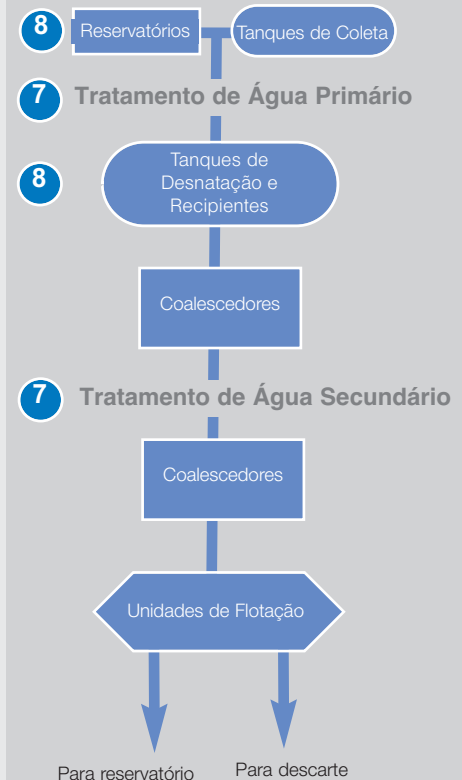 8
Reservatórios
Tanques de Coleta
7
Tratamento de Água Primário
8
Tanques de
Desnatação e
Recipientes
Coalescedores
7
Tratamento de Água Secundário
Coalescedores
Unidades de Flotação
Para reservatório
Para descarte